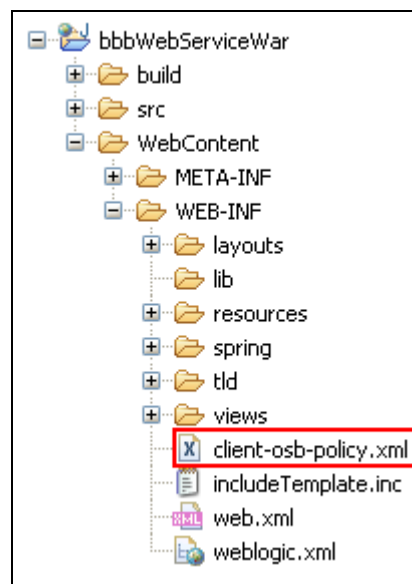 bbbWebServiceWar
build
src
WebContent
META-INF
WEB-INF
layouts
lib
resources
spring
tld
views
client-osb-policy.xml
includeTemplate.inc
web.xml
weblogic.xml